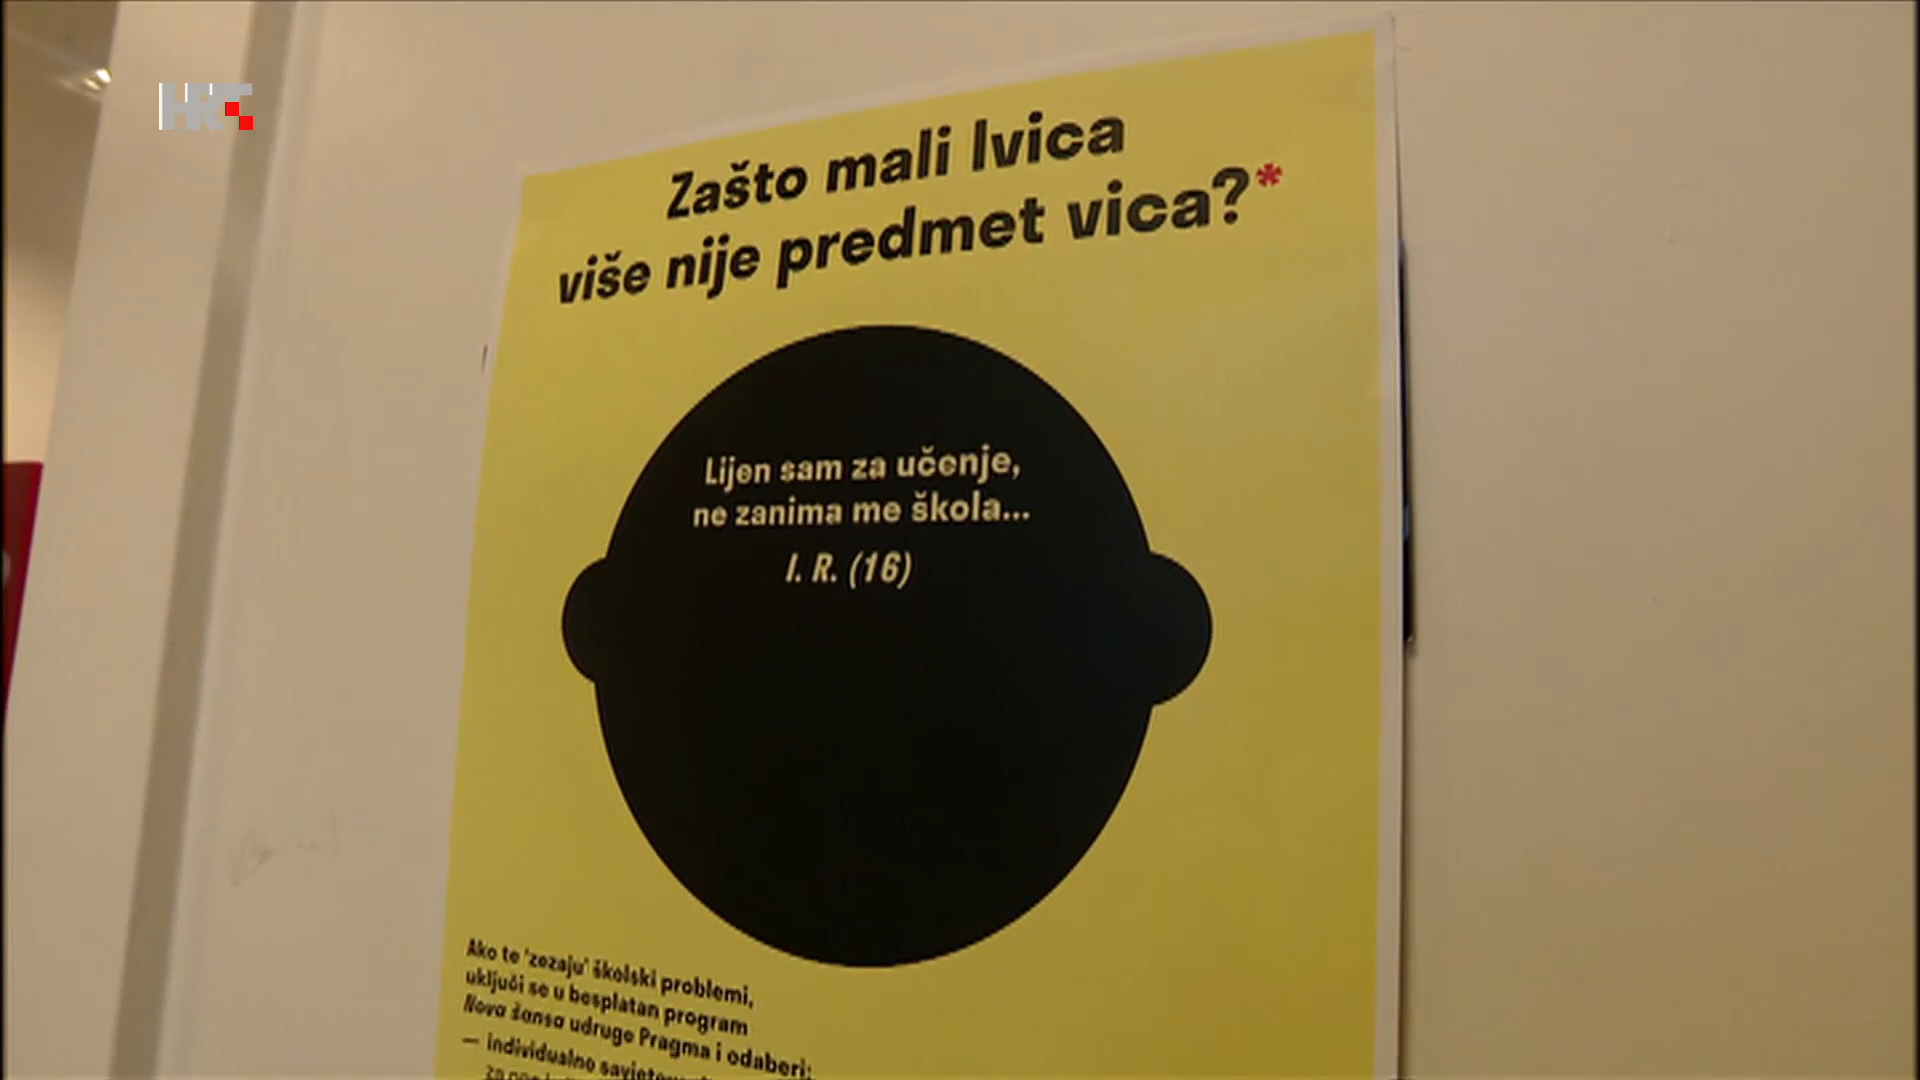 HRT
Zašto mali Ivica
više nije predmet vica?*
Lijen sam za učenje,
ne zanima me škola...
I. R. (16)
Ako te 'zezaju' školski problemi,
uključi se u besplatan program
Nova šansa udruge Pragma i odaberi:
— individualno